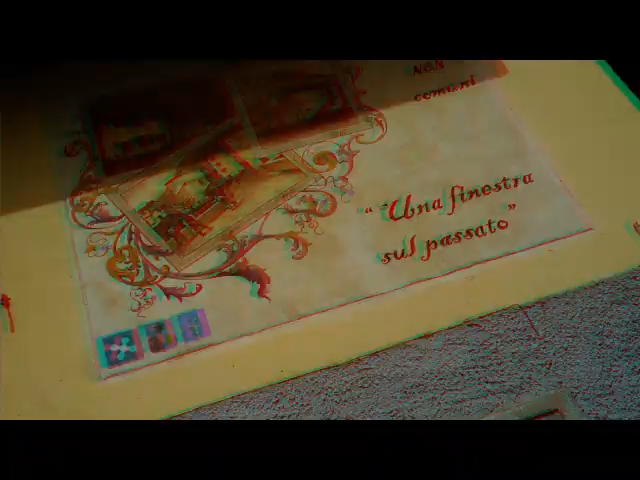 NON
comuni
“Una finestra
sul passato”